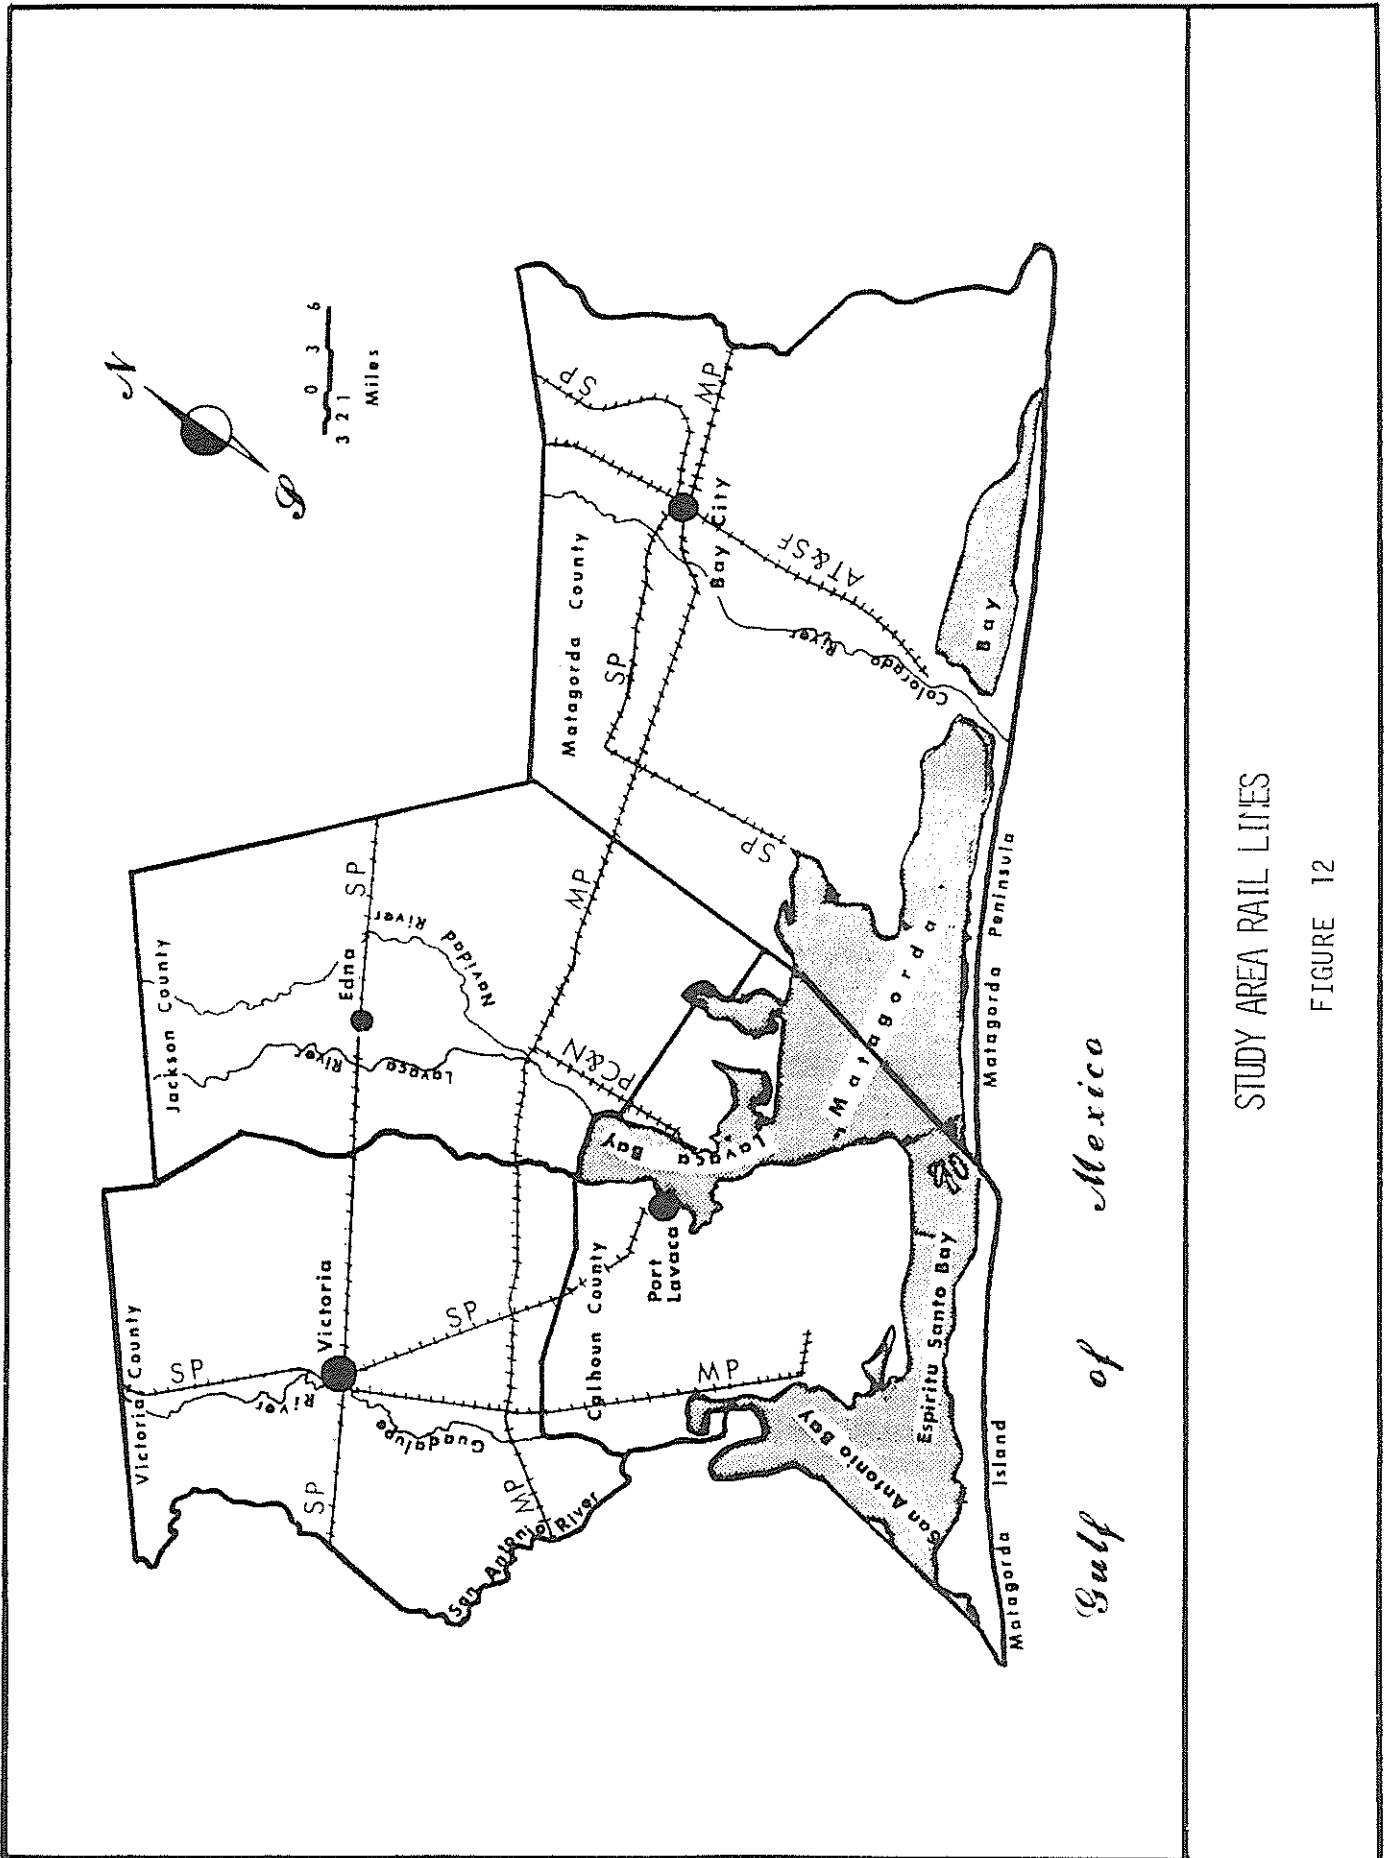 N
S
3 2 1 0 3 6
Miles
Victoria County
Jackson County
Matagorda County
Calhoun County
SP
SP
SP
SP
SP
SP
SP
MP
MP
MP
MP
PC&N
AT&SF
Victoria
Edna
Bay City
Port
Lavaca
Guadalupe River
San Antonio River
Lavaca River
Navidad River
Colorado River
Lavaca Bay
Matagorda Bay
Espiritu Santo Bay
San Antonio Bay
Matagorda Island
Matagorda Peninsula
Gulf of Mexico
STUDY AREA RAIL LINES
FIGURE 12
40